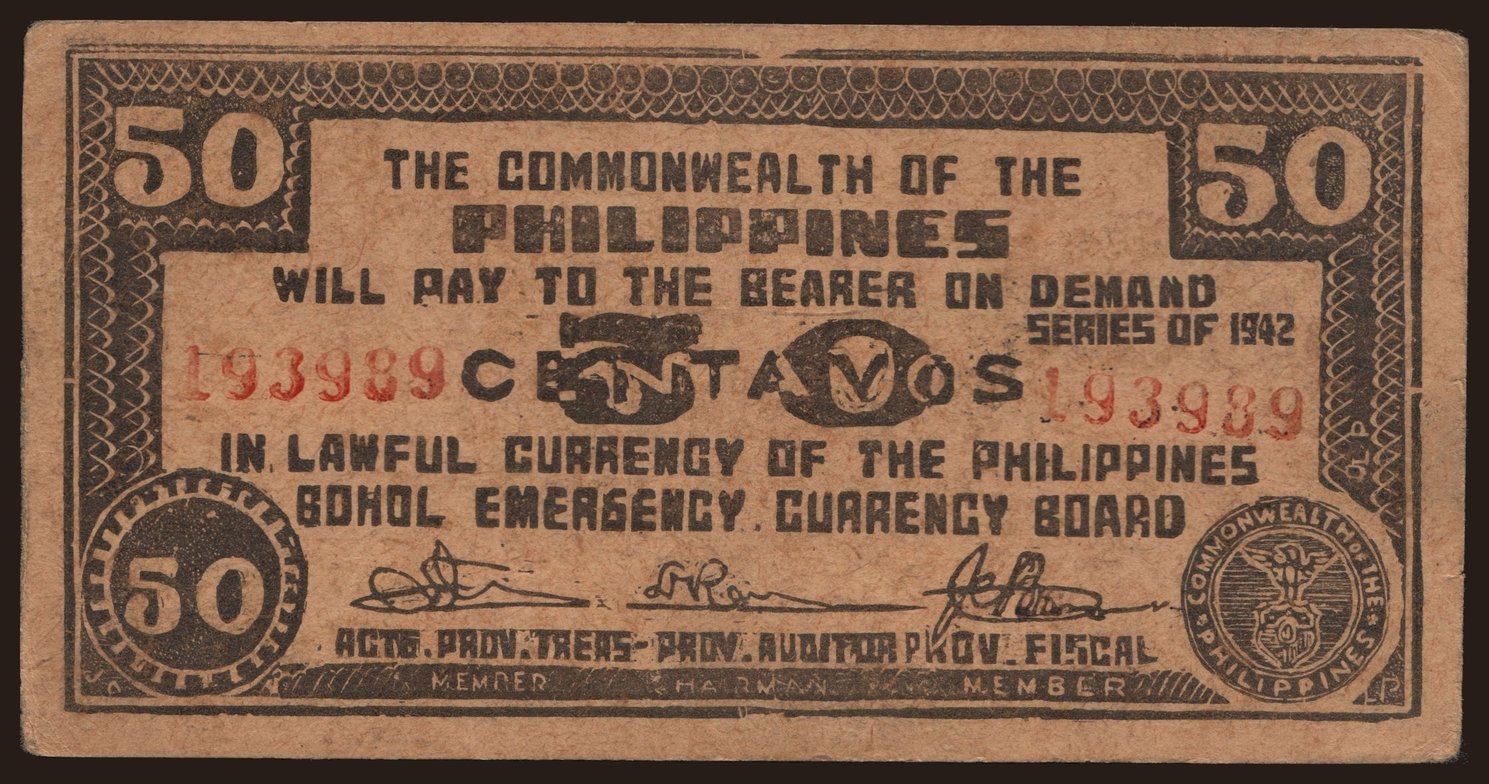 50 50
THE COMMONWEALTH OF THE
PHILIPPINES
WILL PAY TO THE BEARER ON DEMAND
SERIES OF 1942
193989 CENTAVOS 193989
50
IN LAWFUL CURRENCY OF THE PHILIPPINES
BOHOL EMERGENCY CURRENCY BOARD
50
COMMONWEALTH OF THE PHILIPPINES
ACTG. PROV. TREAS- PROV. AUDITOR PROV. FISCAL
MEMBER CHAIRMAN MEMBER